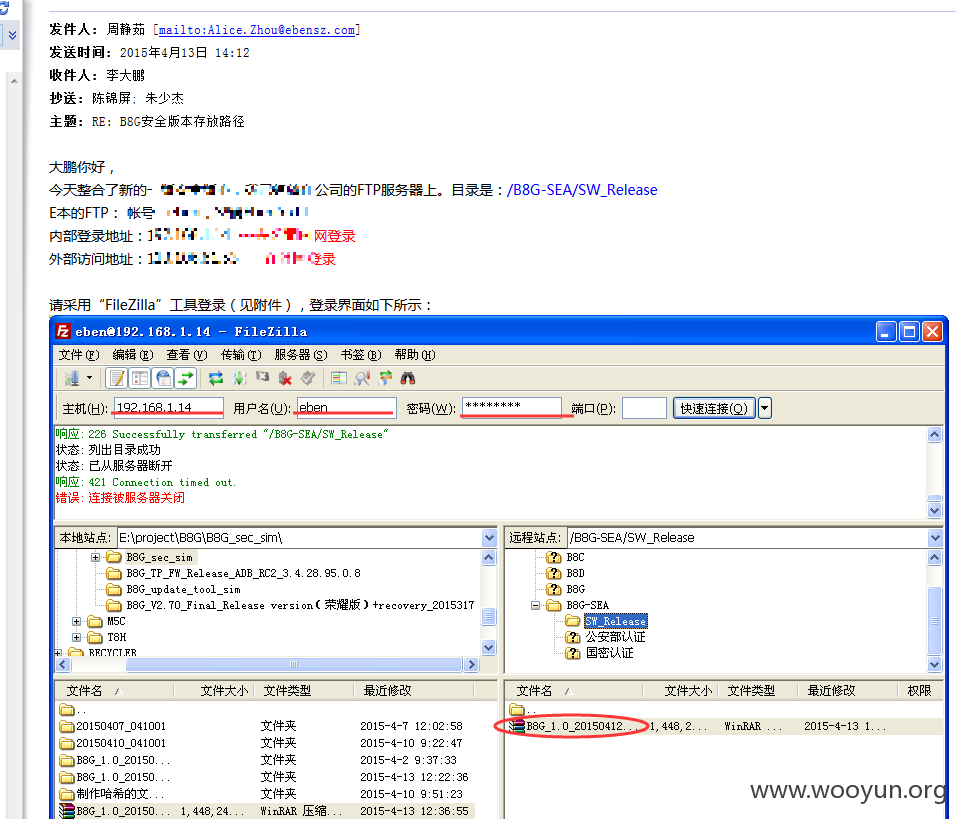 发件人：周静茹 [mailto:Alice.Zhou@ebensz.com]
发送时间：2015年4月13日 14:12
收件人：李大鹏
抄送：陈锦屏; 朱少杰
主题：RE: B8G安全版本存放路径
大鹏你好，
今天整合了新的 公司的FTP服务器上。目录是：/B8G-SEA/SW_Release
E本的FTP： 帐号
内部登录地址： 网登录
外部访问地址： 登录
请采用“FileZilla”工具登录（见附件），登录界面如下所示：
eben@192.168.1.14 - FileZilla
文件(F) 编辑(E) 查看(V) 传输(T) 服务器(S) 书签(B) 帮助(H)
主机(H): 192.168.1.14 用户名(U): eben 密码(W): ******** 端口(P): 快速连接(Q)
响应: 226 Successfully transferred "/B8G-SEA/SW_Release"
状态: 列出目录成功
状态: 已从服务器断开
响应: 421 Connection timed out.
错误: 连接被服务器关闭
本地站点: E:\project\B8G\B8G_sec_sim\ 远程站点: /B8G-SEA/SW_Release
B8G_sec_sim B8C
B8G_TP_FW_Release_ADB_RC2_3.4.28.95.0.8 B8D
B8G_update_tool_sim B8G
B8G_V2.70_Final_Release version(荣耀版)+recovery_2015317 B8G-SEA
M5C SW_Release
T8H 公安部认证
RECYCLER 国密认证
文件名 文件大小 文件类型 最近修改 文件名 文件大小 文件类型 最近修改 权限
.. ..
20150407_041001 文件夹 2015-4-7 12:02:58 B8G_1.0_20150412... 1,448,2... WinRAR ... 2015-4-13 1...
20150410_041001 文件夹 2015-4-10 9:22:47
B8G_1.0_20150... 文件夹 2015-4-2 9:37:33
B8G_1.0_20150... 文件夹 2015-4-13 12:22:36
制作哈希的文... 文件夹 2015-4-10 9:51:23
B8G_1.0_20150... 1,448,24... WinRAR 压缩... 2015-4-13 12:36:55
www.wooyun.org